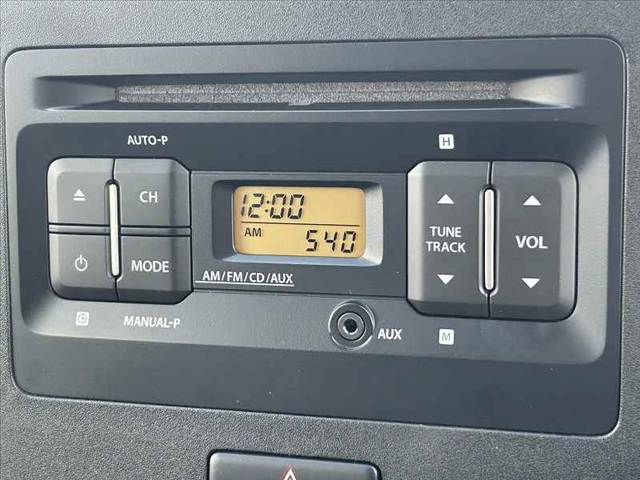 AUTO-P
H
CH
TUNE
TRACK
VOL
MODE
12:00
AM 540
AM/FM/CD/AUX
C
MANUAL-P
AUX
M